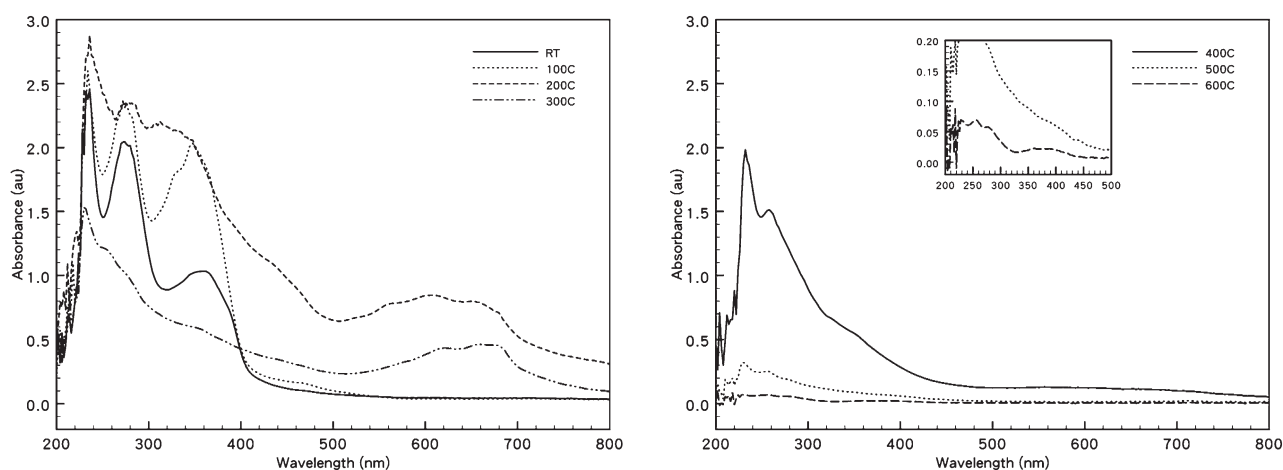 3.0
2.5
2.0
1.5
1.0
0.5
0.0
Absorbance (au)
RT
100C
200C
300C
200 300 400 500 600 700 800
Wavelength (nm)
3.0
2.5
2.0
1.5
1.0
0.5
0.0
Absorbance (au)
0.20
0.15
0.10
0.05
0.00
200 250 300 350 400 450 500
400C
500C
600C
200 300 400 500 600 700 800
Wavelength (nm)